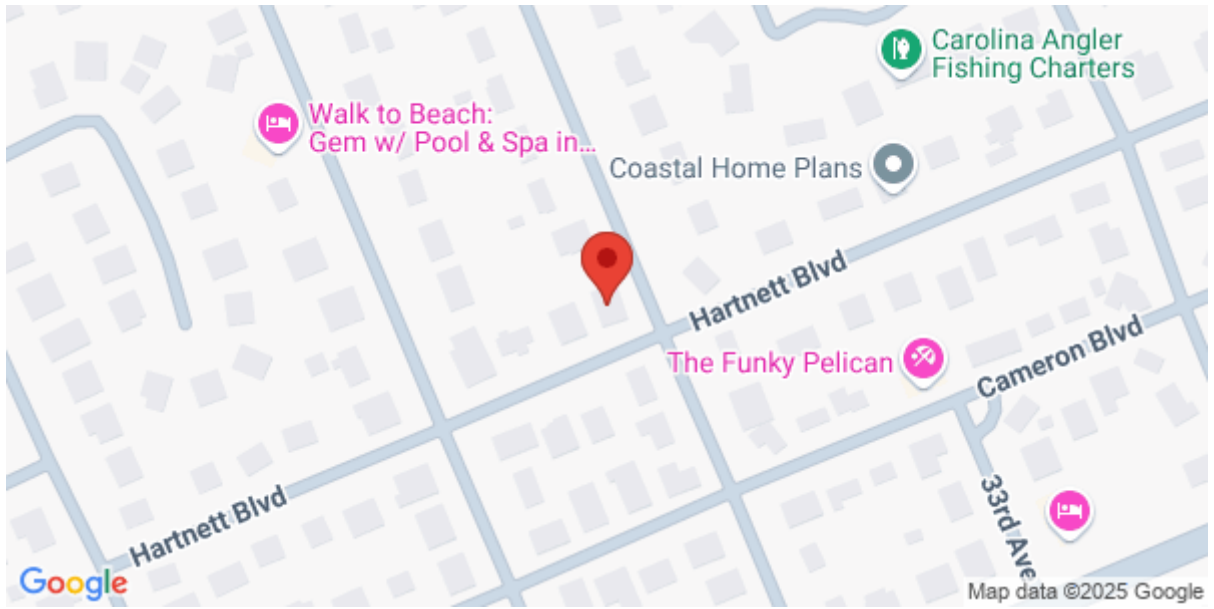 Carolina Angler
Fishing Charters
Walk to Beach:
Gem w/ Pool & Spa in...
Coastal Home Plans
Hartnett Blvd
The Funky Pelican
Cameron Blvd
33rd Ave
Hartnett Blvd
Google
Map data ©2025 Google